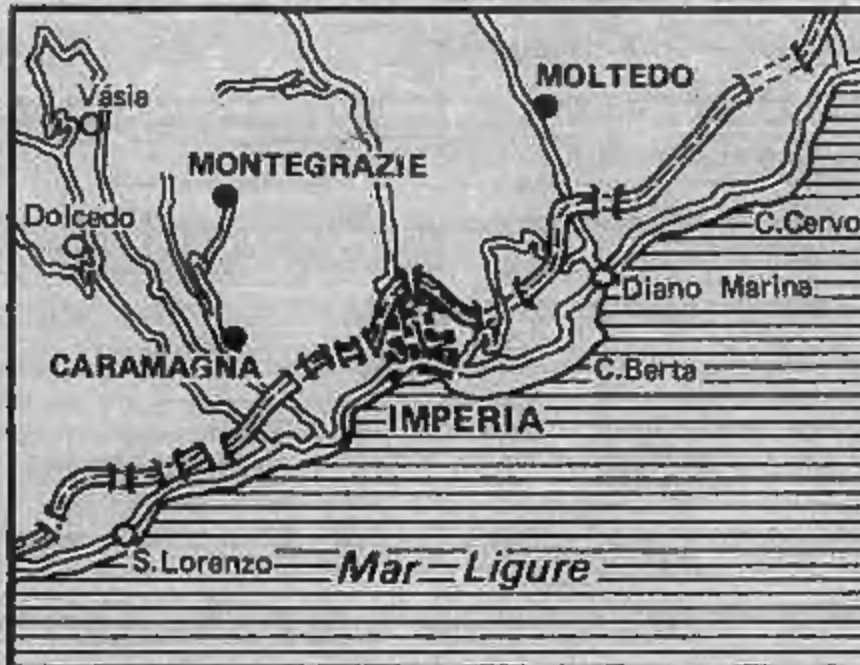 MOLTEDO
Vásia
MONTEGRAZIE
Dolcedo
C.Cervo
Diano Marina
CARAMAGNA
C.Berta
IMPERIA
S.Lorenzo
Mar Ligure